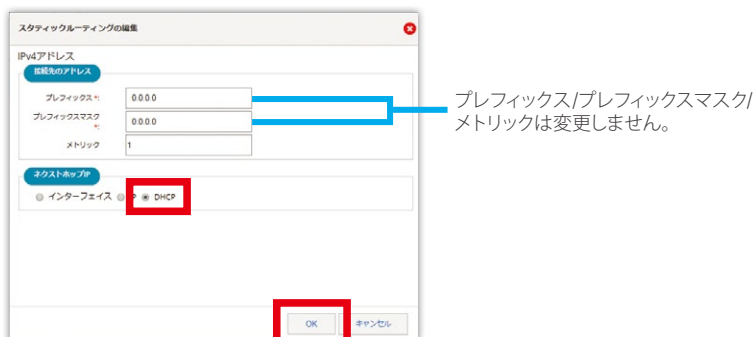 スタティックルーティングの編集
IPv4アドレス
接続先のアドレス
プレフィックス*:
0.0.0.0
プレフィックスマスク
*:
0.0.0.0
メトリック
1
プレフィックス/プレフィックスマスク/
メトリックは変更しません。
ネクストホップIP
インターフェイス P DHCP
OK キャンセル